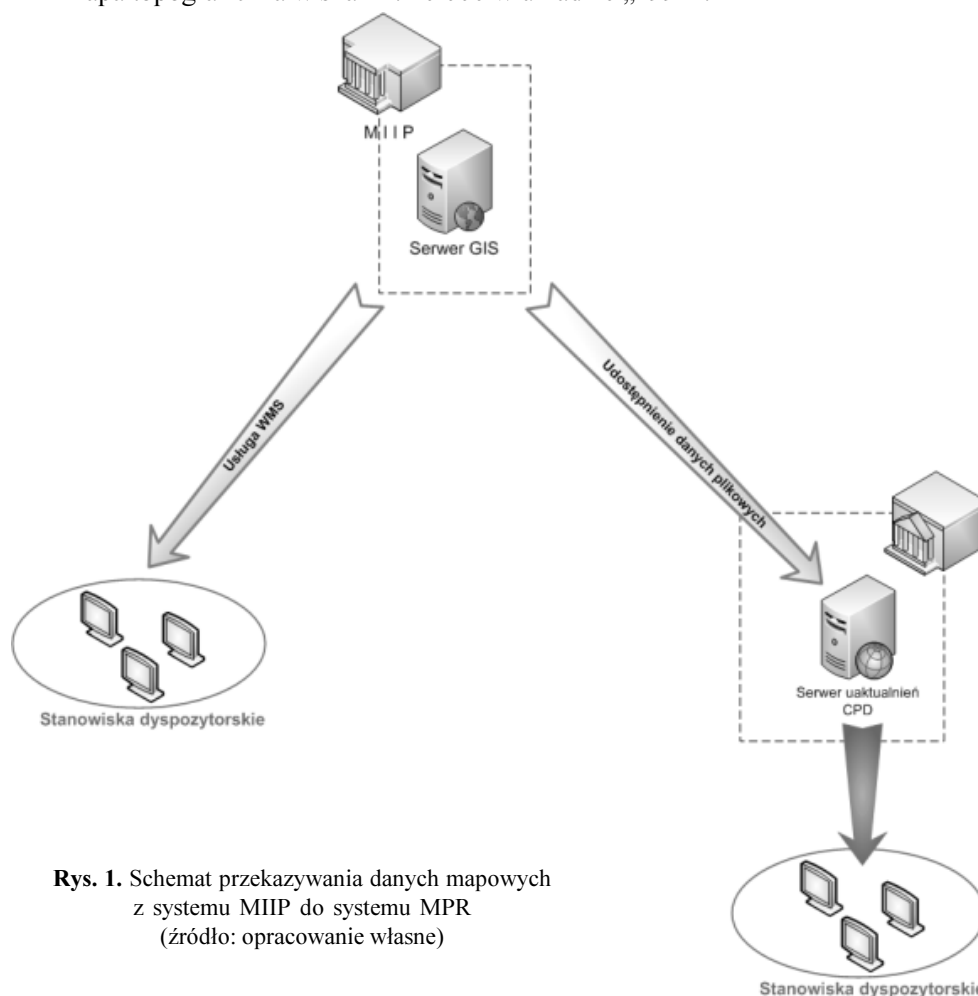 M I I P
Serwer GIS
Usługa WMS
Udostępnienie danych plikowych
Stanowiska dyspozytorskie
Serwer uaktualnień
CPD
Rys. 1. Schemat przekazywania danych mapowych
z systemu MIIP do systemu MPR
(źródło: opracowanie własne)
Stanowiska dyspozytorskie